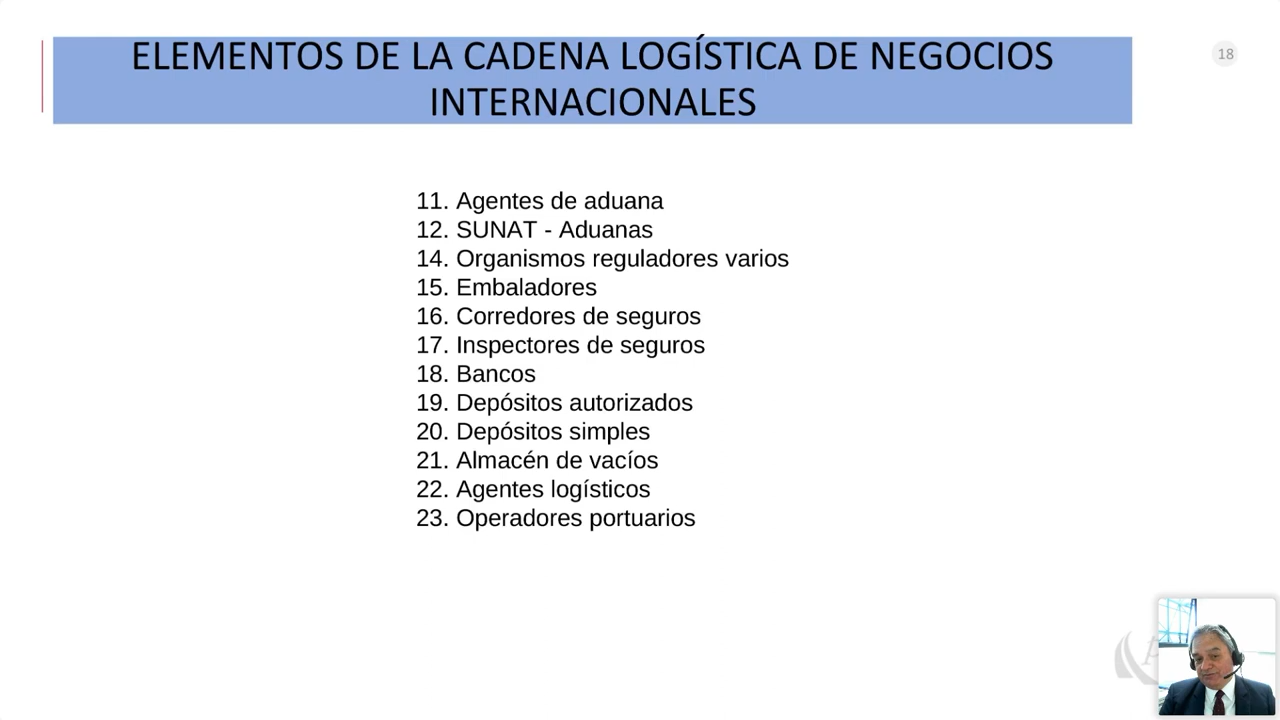 ELEMENTOS DE LA CADENA LOGÍSTICA DE NEGOCIOS
INTERNACIONALES
18
11. Agentes de aduana
12. SUNAT - Aduanas
14. Organismos reguladores varios
15. Embaladores
16. Corredores de seguros
17. Inspectores de seguros
18. Bancos
19. Depósitos autorizados
20. Depósitos simples
21. Almacén de vacíos
22. Agentes logísticos
23. Operadores portuarios